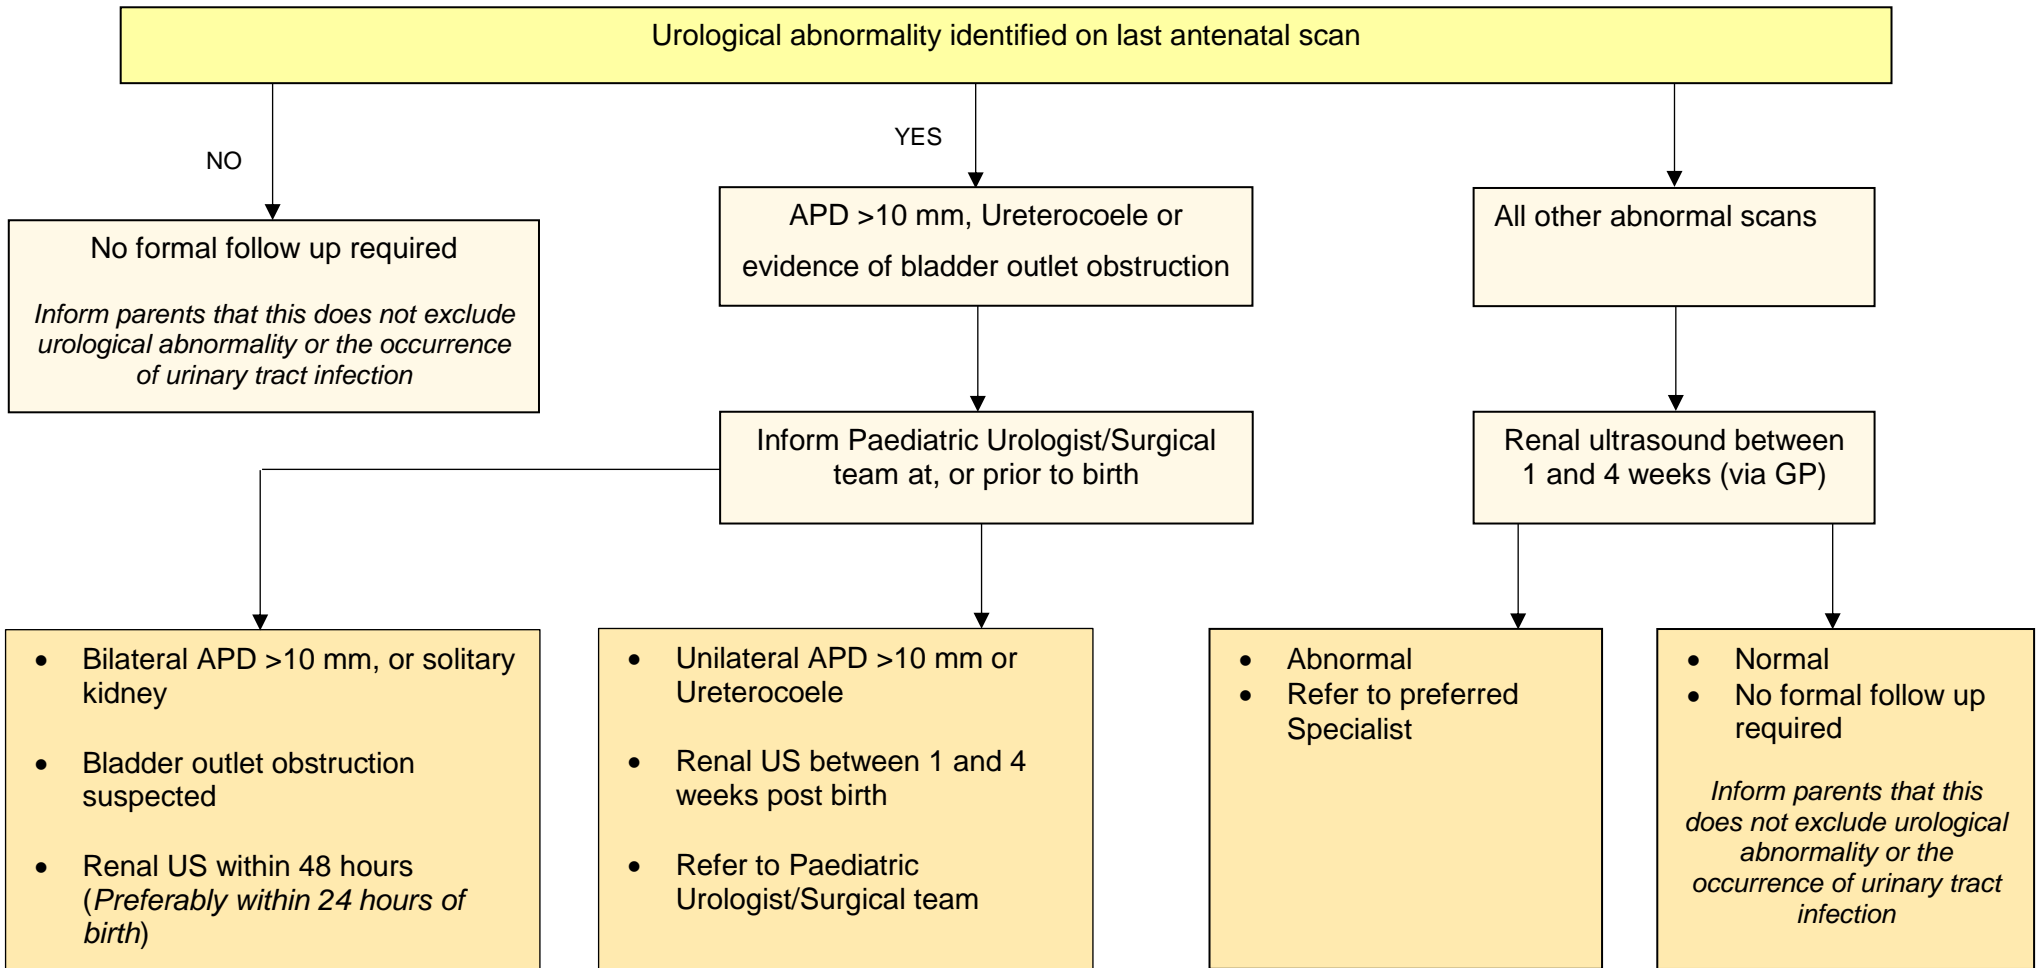 Urological abnormality identified on last antenatal scan
NO
YES
No formal follow up required
Inform parents that this does not exclude
urological abnormality or the occurrence
of urinary tract infection
APD >10 mm, Ureterocoele or
evidence of bladder outlet obstruction
All other abnormal scans
Inform Paediatric Urologist/Surgical
team at, or prior to birth
Renal ultrasound between
1 and 4 weeks (via GP)
• Bilateral APD >10 mm, or solitary
kidney
• Bladder outlet obstruction
suspected
• Renal US within 48 hours
(Preferably within 24 hours of
birth)
• Unilateral APD >10 mm or
Ureterocoele
• Renal US between 1 and 4
weeks post birth
• Refer to Paediatric
Urologist/Surgical team
• Abnormal
• Refer to preferred
Specialist
• Normal
• No formal follow up
required
Inform parents that this
does not exclude urological
abnormality or the
occurrence of urinary tract
infection